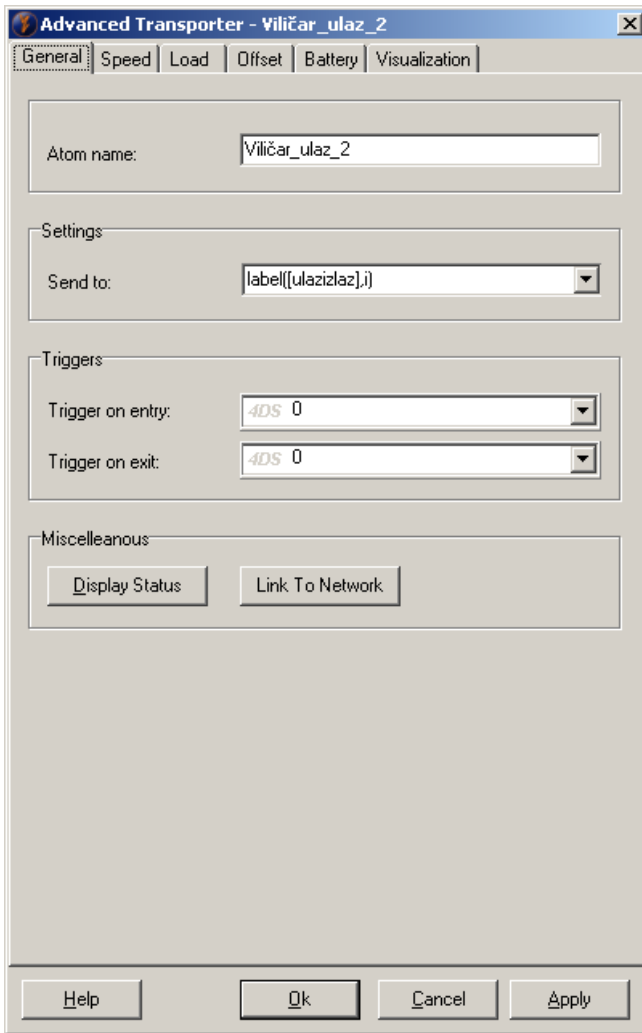 Advanced Transporter - Viličar_ulaz_2
General Speed Load Offset Battery Visualization
Atom name: Viličar_ulaz_2
Settings
Send to: label([ulazizlaz],i)
Triggers
Trigger on entry: 4DS 0
Trigger on exit: 4DS 0
Miscelleanous
Display Status Link To Network
Help Ok Cancel Apply